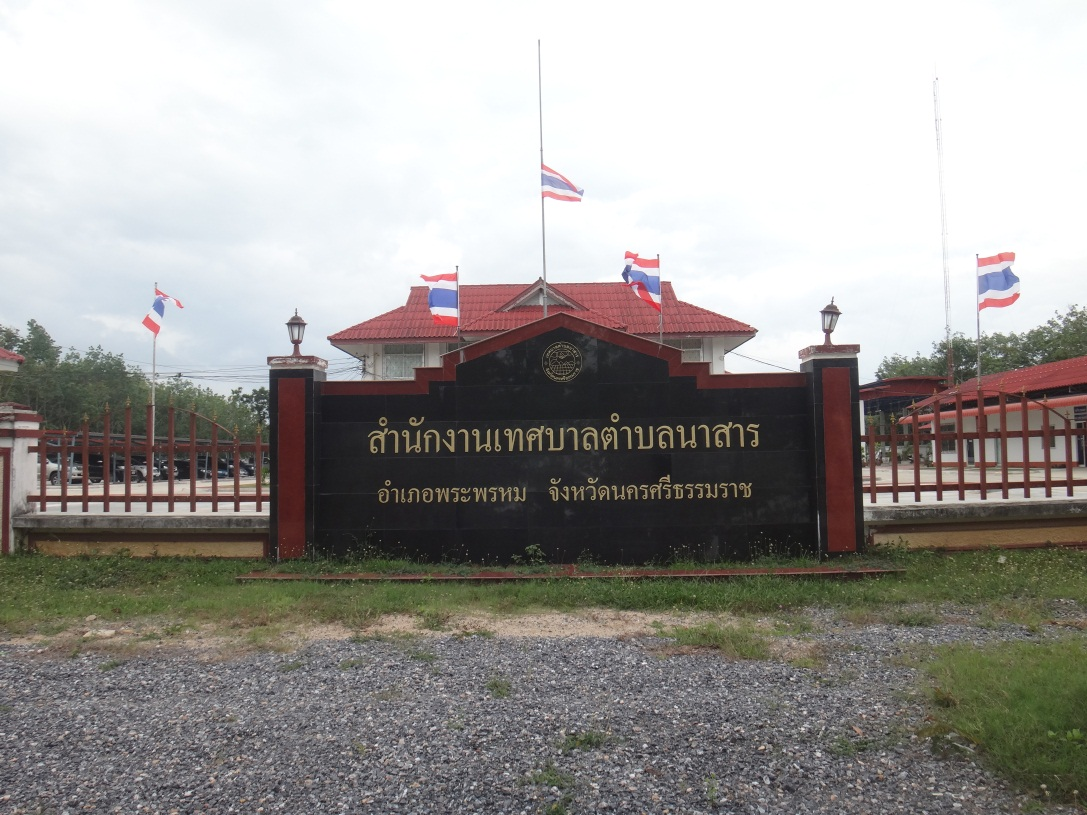 สำนักงานเทศบาลตำบลนาสาร
อำเภอพระพรหม จังหวัดนครศรีธรรมราช